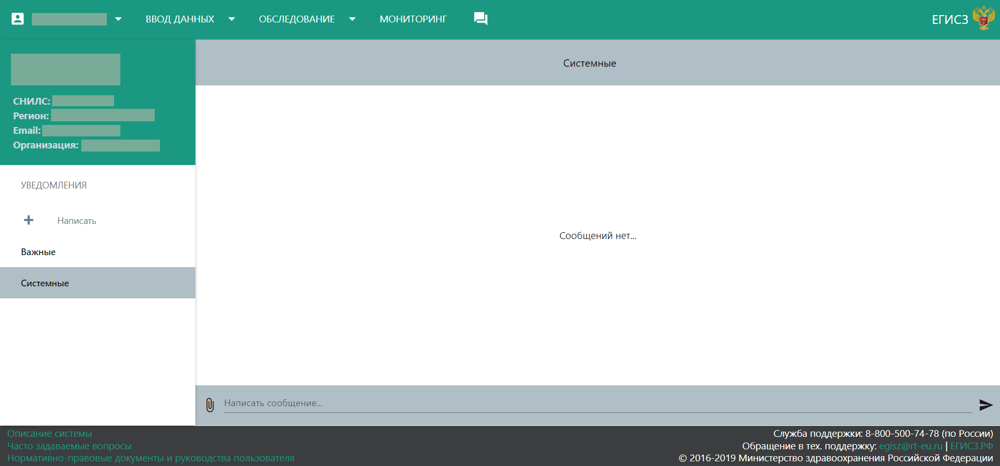 ВВОД ДАННЫХ ОБСЛЕДОВАНИЕ МОНИТОРИНГ ЕГИСЗ
СНИЛС:
Регион:
Email:
Организация:
УВЕДОМЛЕНИЯ
Написать
Важные
Системные
Системные
Сообщений нет...
Написать сообщение...
Описание системы
Часто задаваемые вопросы
Нормативно-правовые документы и руководства пользователя
Служба поддержки: 8-800-500-74-78 (по России)
Обращение в тех. поддержку: egisz@rt-eu.ru | ЕГИСЗ.РФ
© 2016-2019 Министерство здравоохранения Российской Федерации